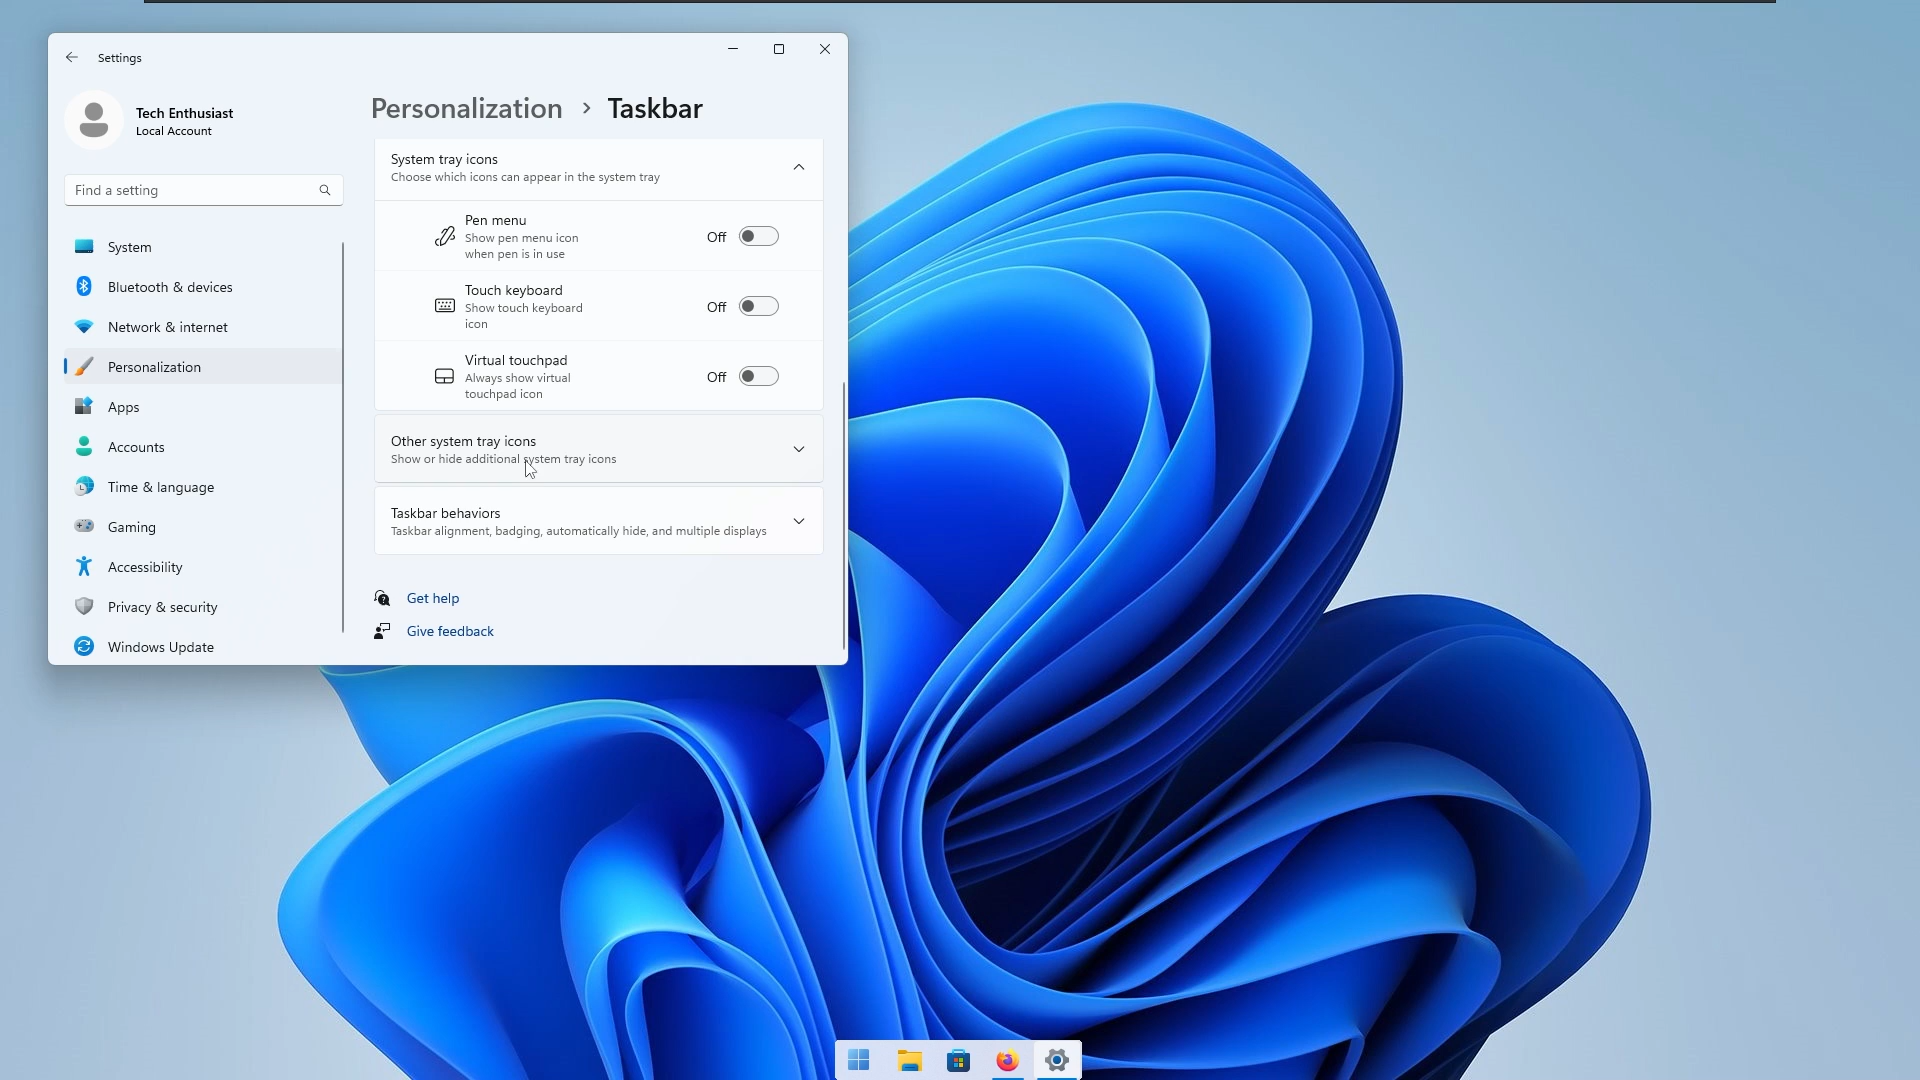 Settings
Tech Enthusiast
Local Account
Find a setting
System
Bluetooth & devices
Network & internet
Personalization
Apps
Accounts
Time & language
Gaming
Accessibility
Privacy & security
Windows Update
Personalization › Taskbar
System tray icons
Choose which icons can appear in the system tray
Pen menu
Show pen menu icon
when pen is in use
Off
Touch keyboard
Show touch keyboard
icon
Off
Virtual touchpad
Always show virtual
touchpad icon
Off
Other system tray icons
Show or hide additional system tray icons
Taskbar behaviors
Taskbar alignment, badging, automatically hide, and multiple displays
Get help
Give feedback